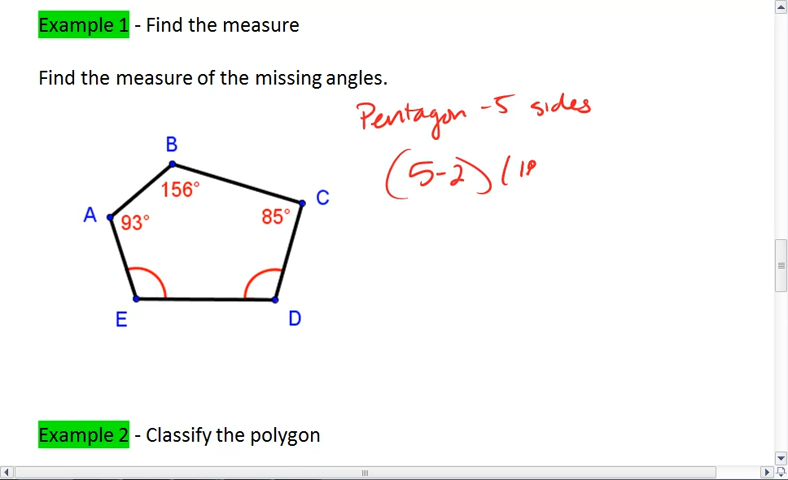 Example 1 - Find the measure
Find the measure of the missing angles.
Pentagon - 5 sides
(5-2)(18
B
156°
C
A
93°
85°
E
D
Example 2 - Classify the polygon